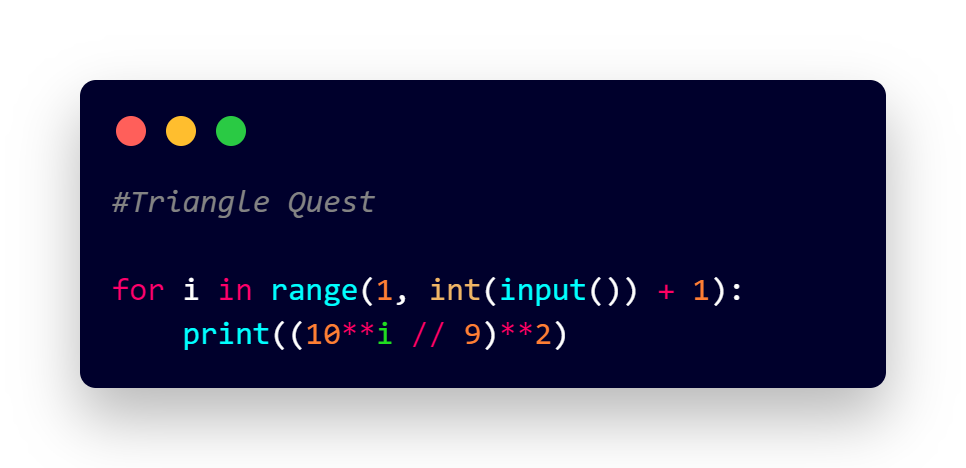 #Triangle Quest
for i in range(1, int(input()) + 1):
    print((10**i // 9)**2)